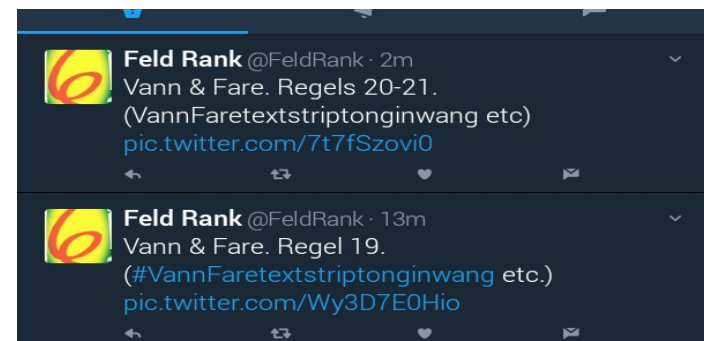 Feld Rank @FeldRank · 2m
Vann & Fare. Regels 20-21.
(VannFaretextstriptonginwang etc)
pic.twitter.com/7t7fSzovi0
Feld Rank @FeldRank · 13m
Vann & Fare. Regel 19.
(#VannFaretextstriptonginwang etc.)
pic.twitter.com/Wy3D7E0Hio